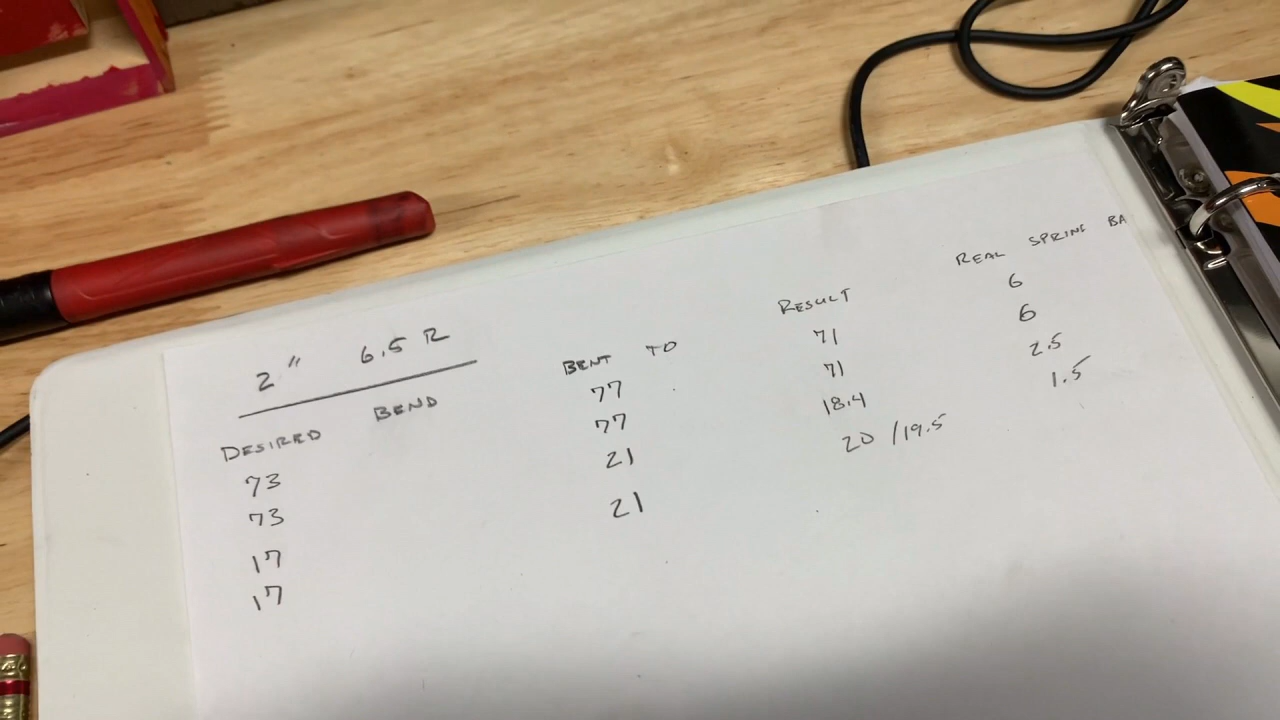 2" 6.5 R
DESIRED BEND BENT TO RESULT REAL SPRING BA
73 77 71 6
73 77 71 6
17 21 18.4 2.5
17 21 20 /19.5 1.5